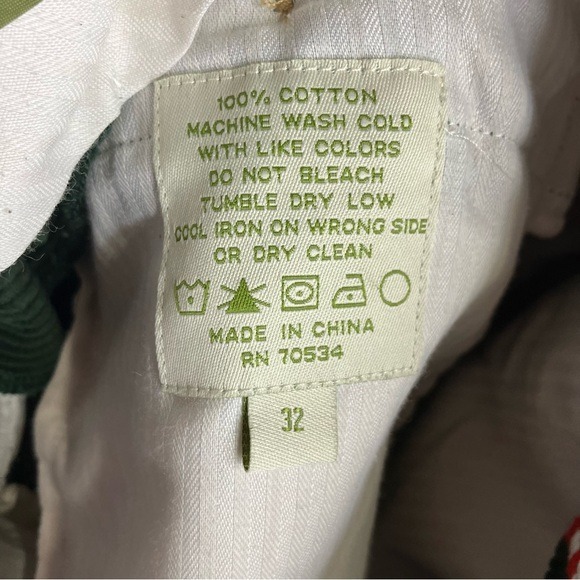 100% COTTON
MACHINE WASH COLD
WITH LIKE COLORS
DO NOT BLEACH
TUMBLE DRY LOW
COOL IRON ON WRONG SIDE
OR DRY CLEAN
MADE IN CHINA
RN 70534
32